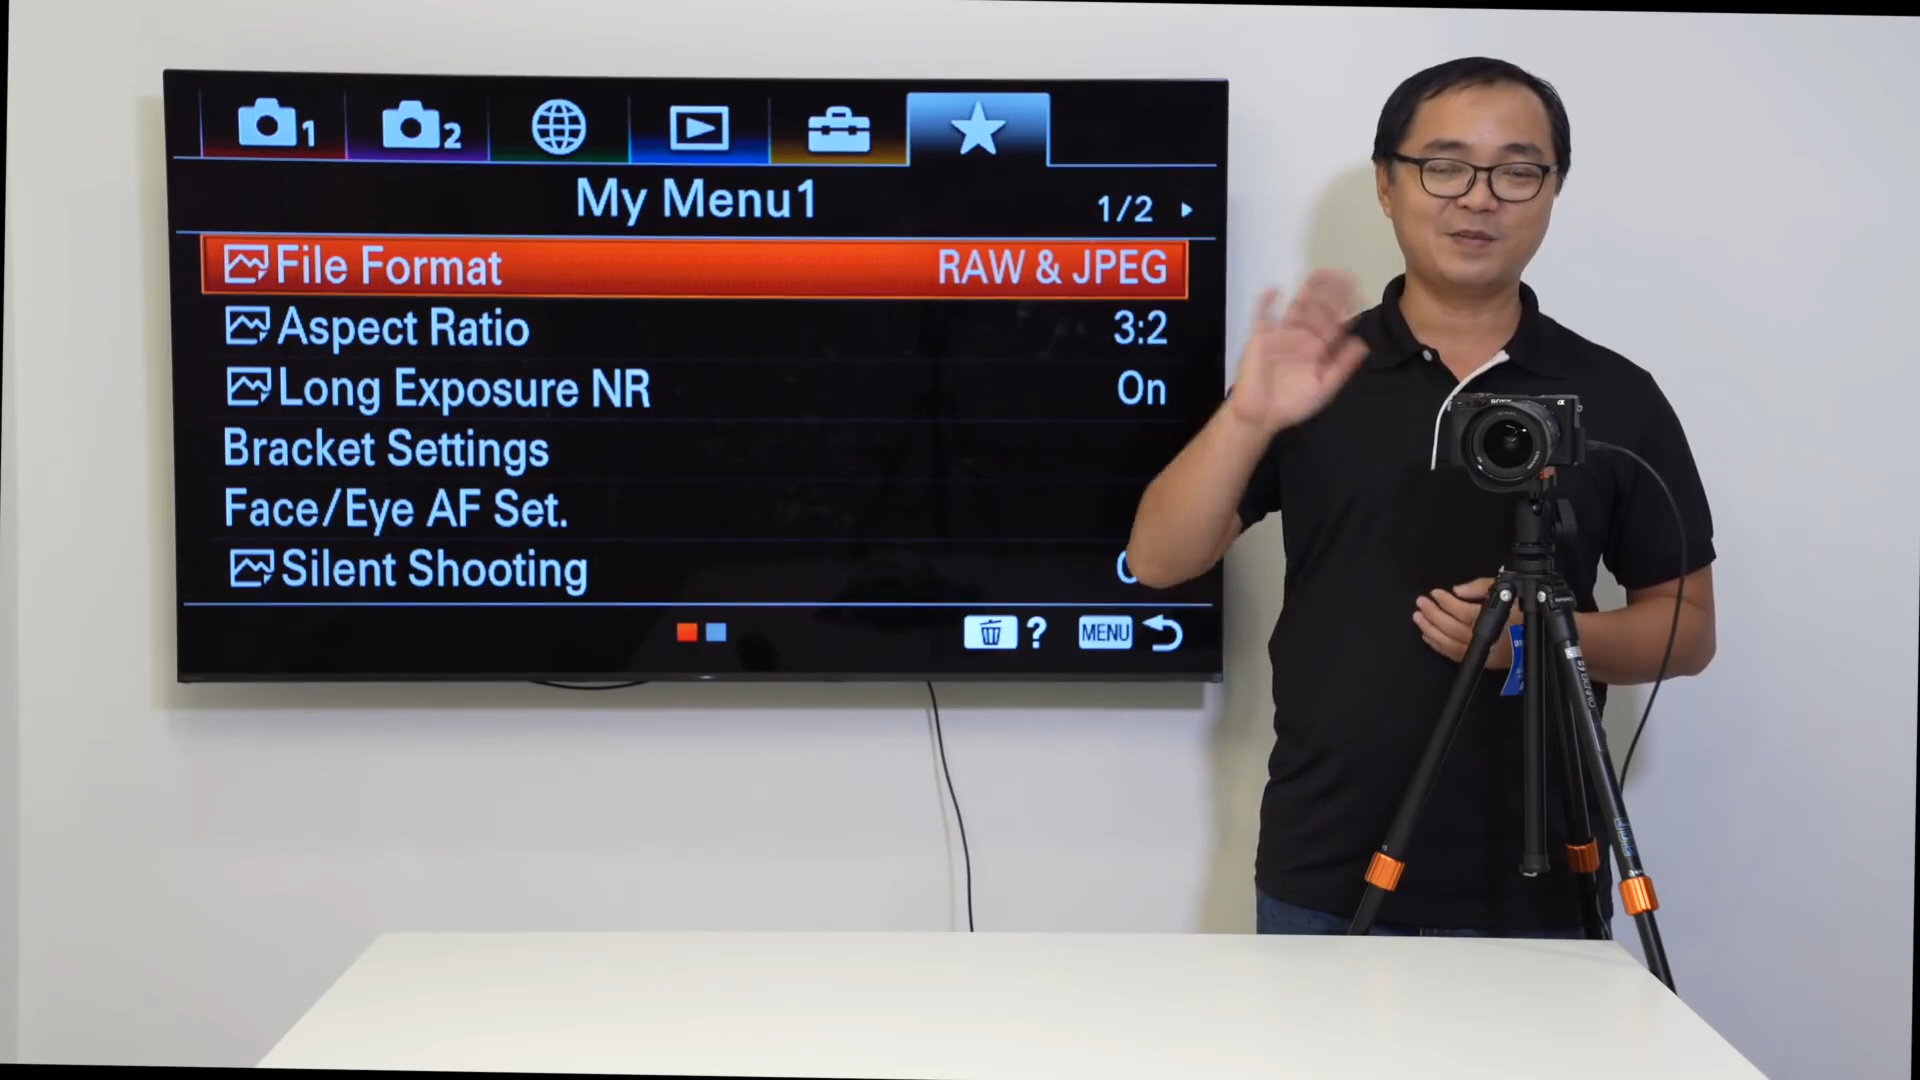 1
2
My Menu1
1/2
File Format RAW & JPEG
Aspect Ratio 3:2
Long Exposure NR On
Bracket Settings
Face/Eye AF Set.
Silent Shooting
? MENU
SONY
α